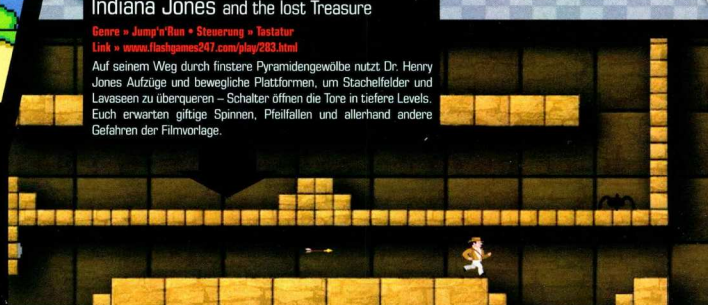 Indiana Jones and the lost Treasure
Genre » Jump'n'Run • Steuerung » Tastatur
Link » www.flashgames247.com/play/283.html
Auf seinem Weg durch finstere Pyramidengewölbe nutzt Dr. Henry
Jones Aufzüge und bewegliche Plattformen, um Stachelfelder und
Lavaseen zu überqueren – Schalter öffnen die Tore in tiefere Levels.
Euch erwarten giftige Spinnen, Pfeilfallen und allerhand andere
Gefahren der Filmvorlage.